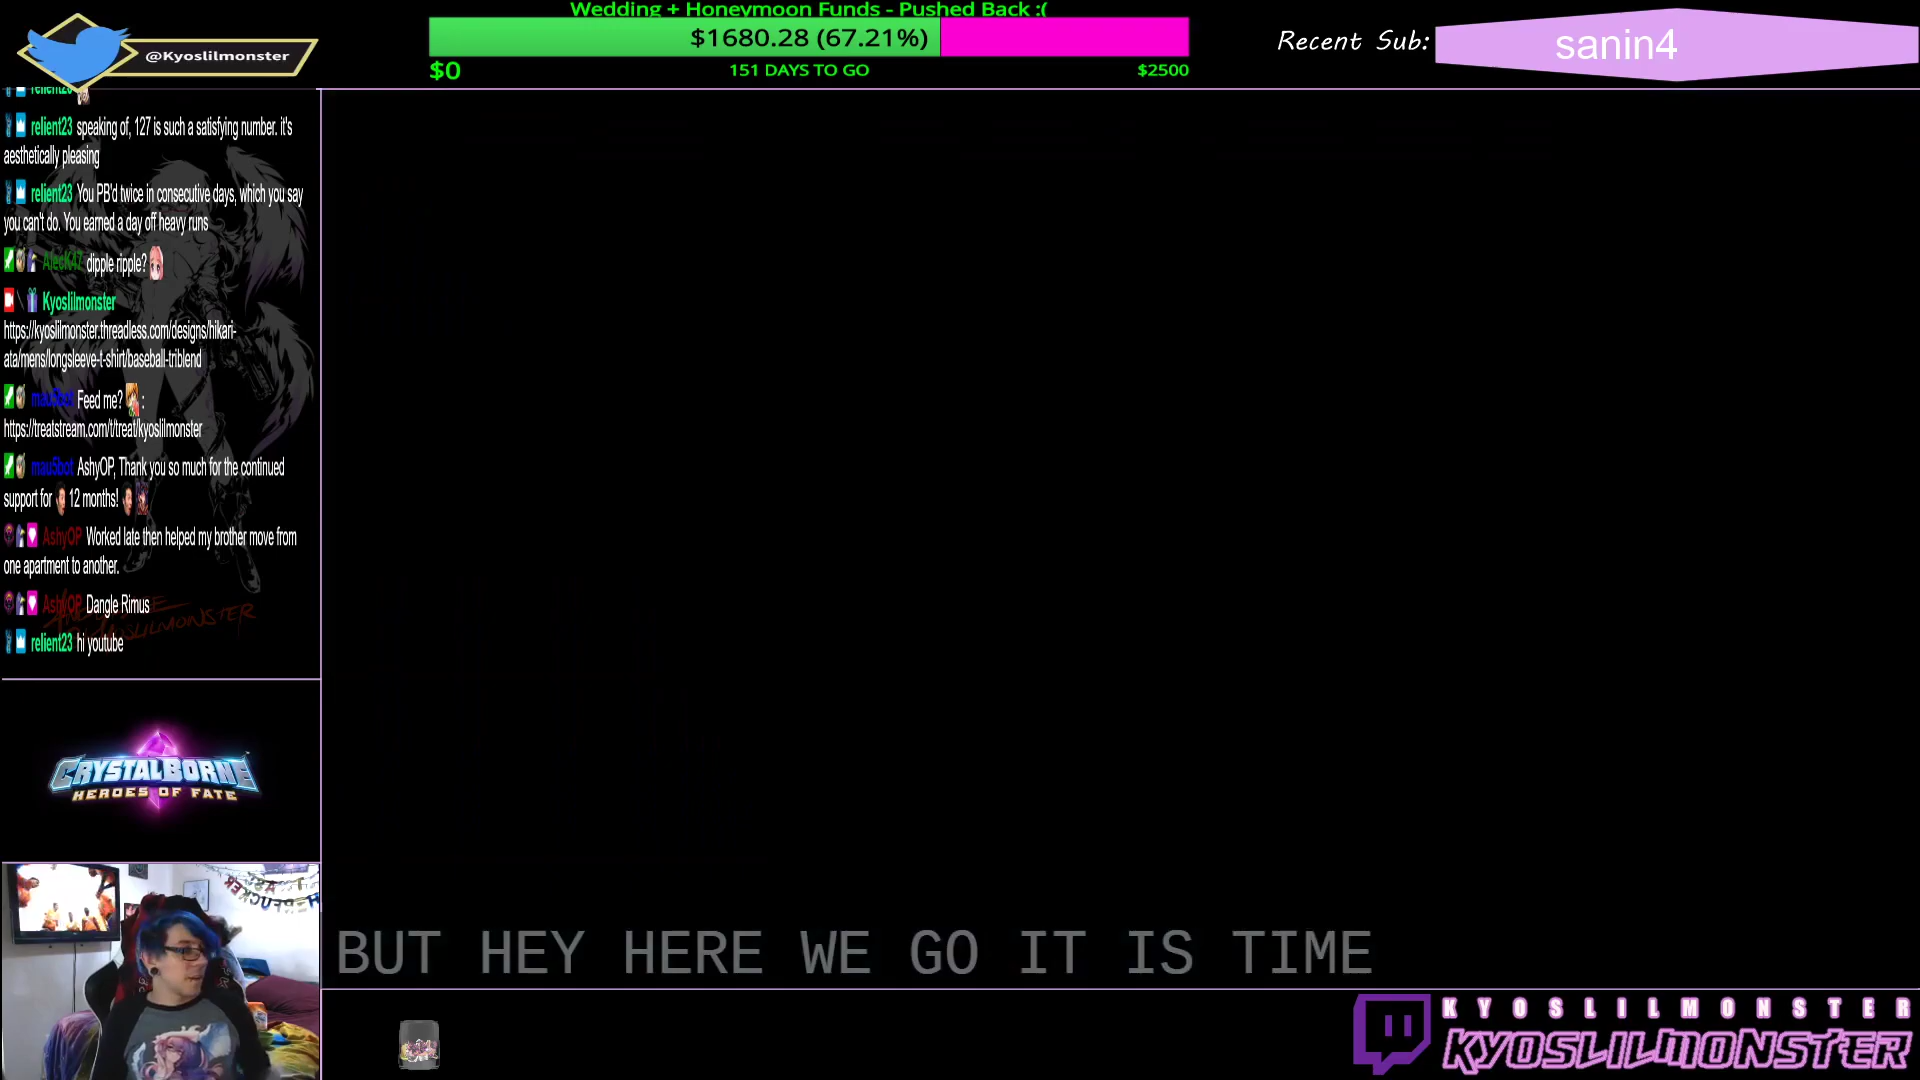 Wedding + Honeymoon Funds - Pushed Back :(
@Kyoslilmonster
$1680.28 (67.21%)
Recent Sub:
sanin4
$0
151 DAYS TO GO
$2500
relient23
relient23 speaking of, 127 is such a satisfying number. it's
aesthetically pleasing
relient23 You PB'd twice in consecutive days, which you say
you can't do. You earned a day off heavy runs
AlecK47 dipple ripple?
Kyoslilmonster
https://kyoslilmonster.threadless.com/designs/hikari-
ata/mens/longsleeve-t-shirt/baseball-triblend
mau5bot Feed me? :
https://treatstream.com/t/treat/kyoslilmonster
mau5bot AshyOP, Thank you so much for the continued
support for 12 months!
AshyOP Worked late then helped my brother move from
one apartment to another.
AshyOP Dangle Rimus
relient23 hi youtube
CRYSTALBORNE
HEROES OF FATE
BUT HEY HERE WE GO IT IS TIME
KYOSLILMONSTER
KYOSLILMONSTER